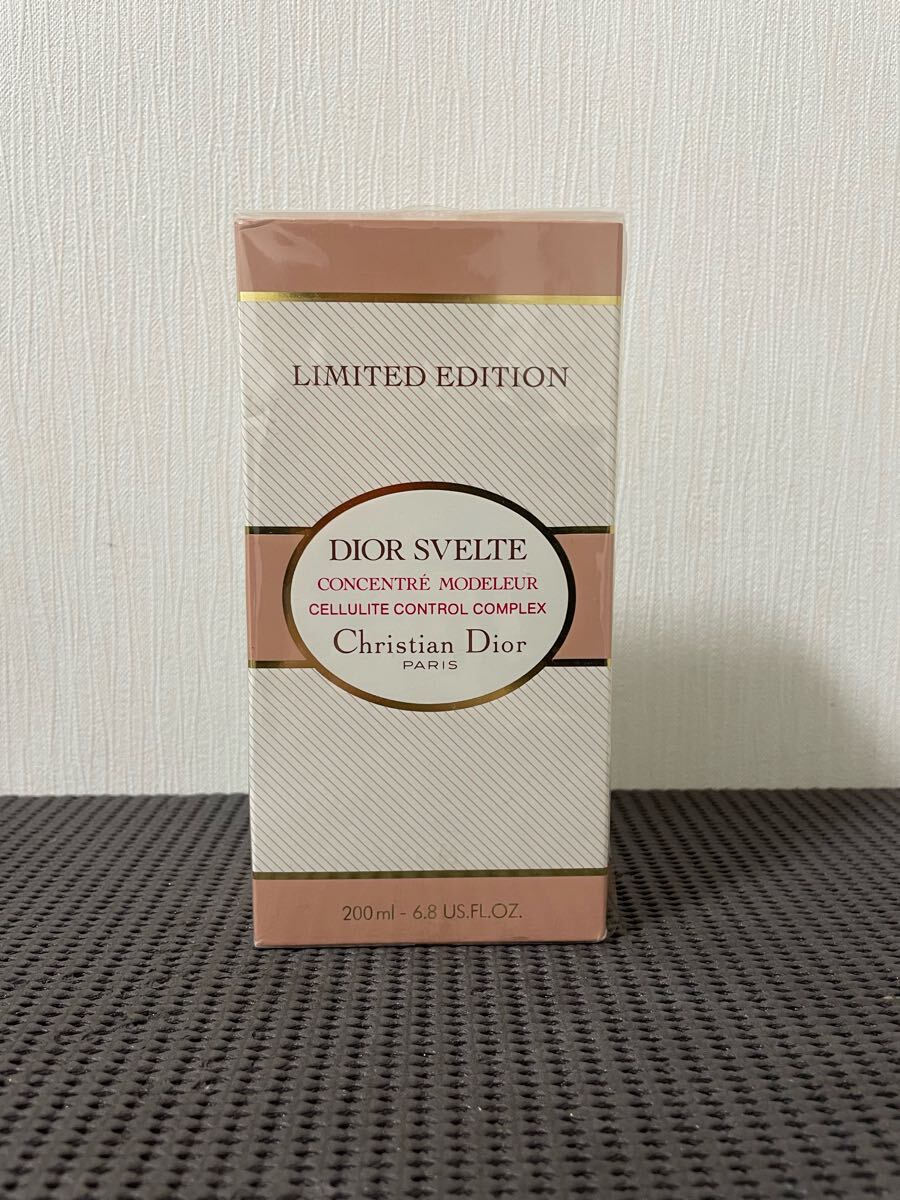 LIMITED EDITION
DIOR SVELTE
CONCENTRÉ MODELEUR
CELLULITE CONTROL COMPLEX
Christian Dior
PARIS
200 ml - 6.8 US.FL.OZ.